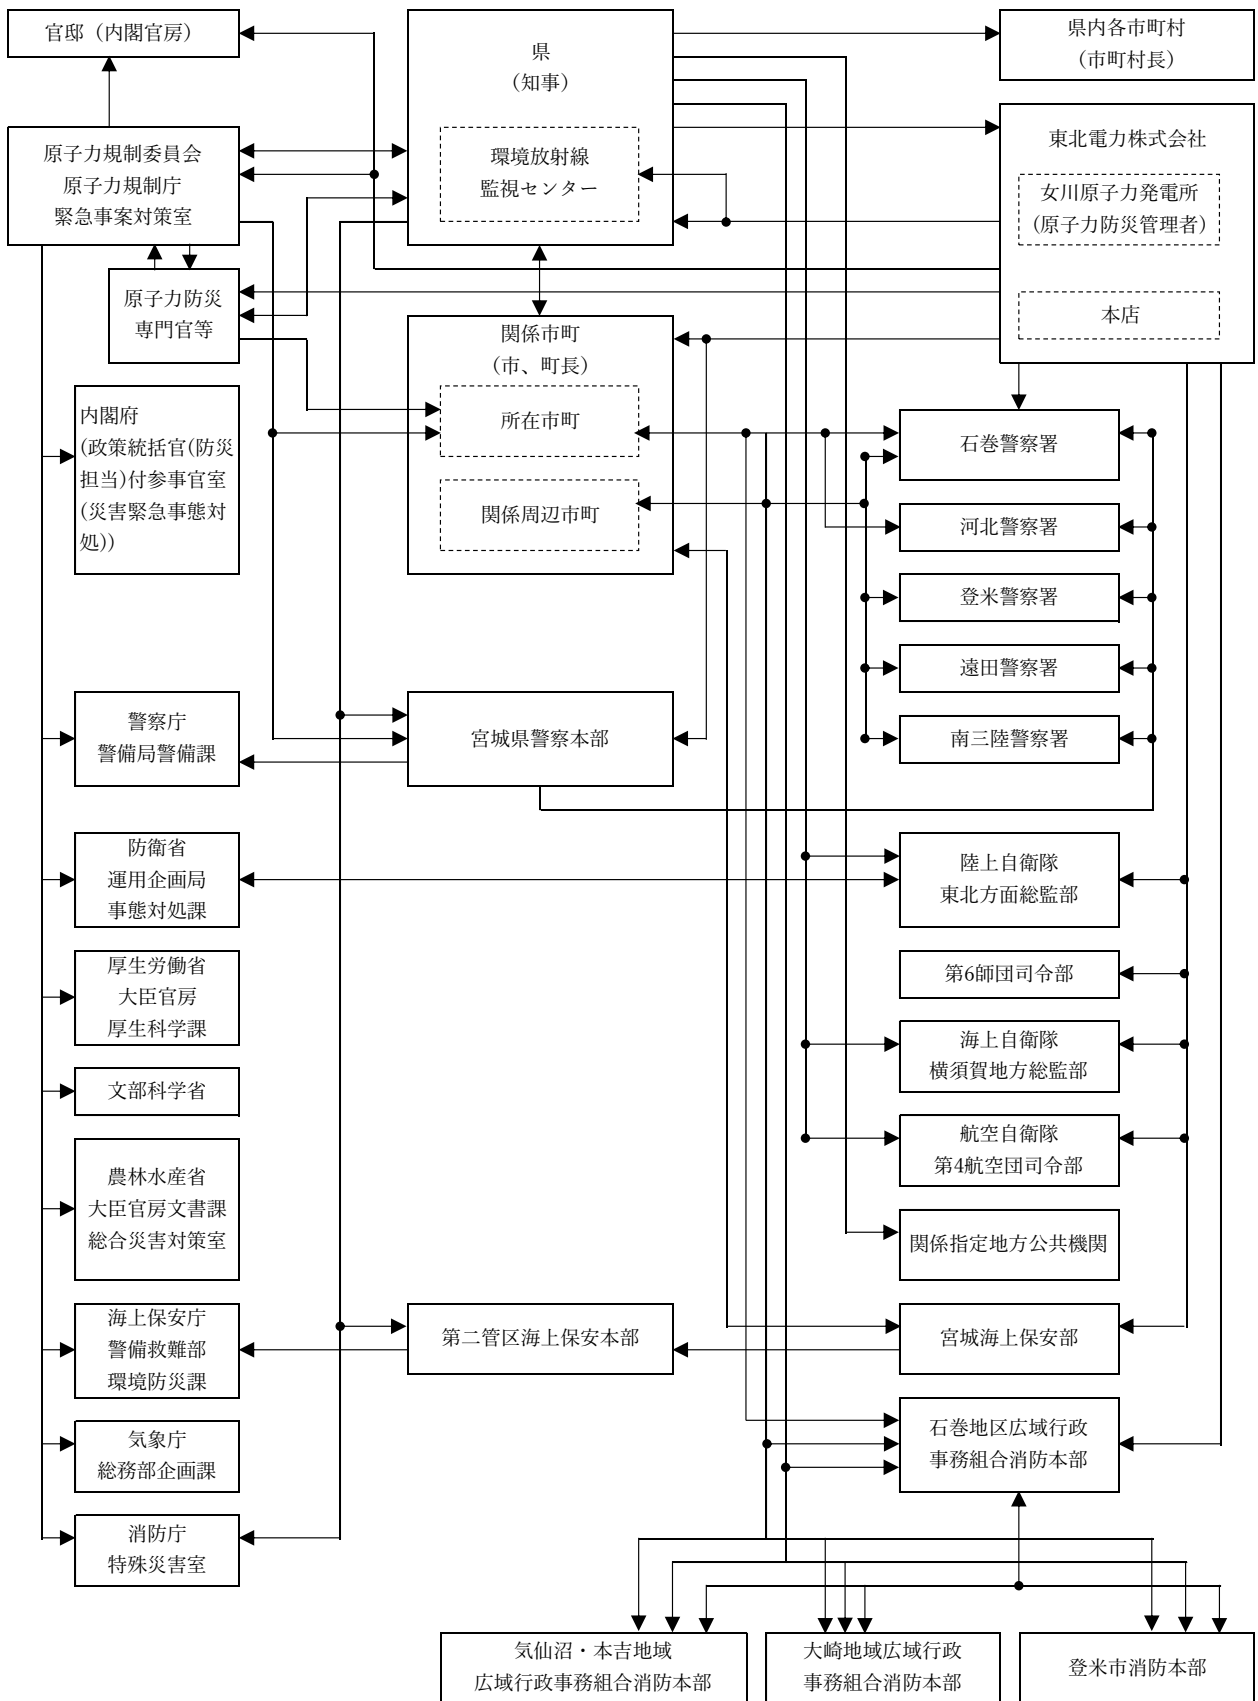 官邸（内閣官房）
県
（知事）
環境放射線
監視センター
県内各市町村
（市町村長）
原子力規制委員会
原子力規制庁
緊急事案対策室
東北電力株式会社
女川原子力発電所
（原子力防災管理者）
本店
原子力防災
専門官等
関係市町
（市、町長）
所在市町
関係周辺市町
内閣府
(政策統括官(防災
担当)付参事官室
(災害緊急事態対
処))
石巻警察署
河北警察署
登米警察署
遠田警察署
南三陸警察署
警察庁
警備局警備課
宮城県警察本部
防衛省
運用企画局
事態対処課
陸上自衛隊
東北方面総監部
厚生労働省
大臣官房
厚生科学課
第6師団司令部
文部科学省
海上自衛隊
横須賀地方総監部
農林水産省
大臣官房文書課
総合災害対策室
航空自衛隊
第4航空団司令部
関係指定地方公共機関
海上保安庁
警備救難部
環境防災課
第二管区海上保安本部
宮城海上保安部
気象庁
総務部企画課
石巻地区広域行政
事務組合消防本部
消防庁
特殊災害室
気仙沼・本吉地域
広域行政事務組合消防本部
大崎地域広域行政
事務組合消防本部
登米市消防本部